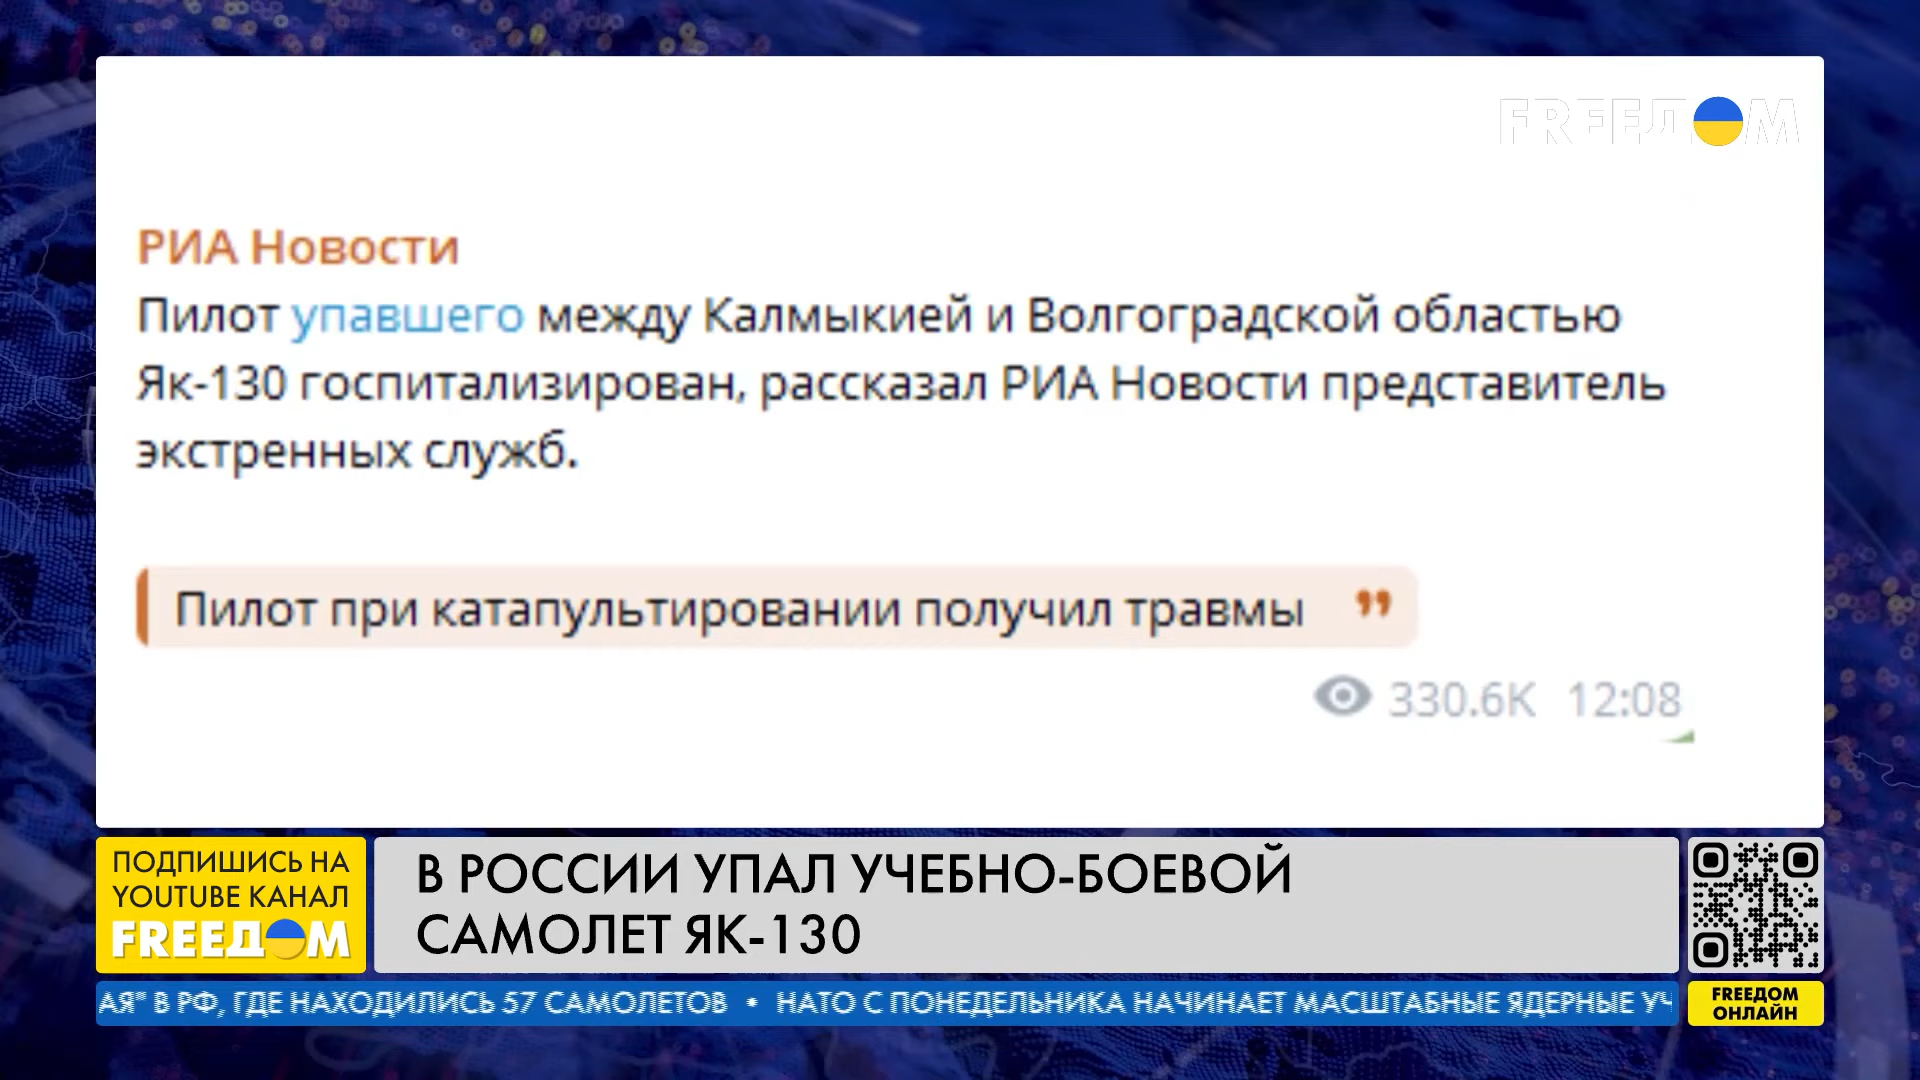 FREEДOM
РИА Новости
Пилот упавшего между Калмыкией и Волгоградской областью
Як-130 госпитализирован, рассказал РИА Новости представитель
экстренных служб.
Пилот при катапультировании получил травмы
330.6K 12:08
ПОДПИШИСЬ НА
YOUTUBE КАНАЛ
FREEДOM
В РОССИИ УПАЛ УЧЕБНО-БОЕВОЙ
САМОЛЕТ ЯК-130
АЯ" В РФ, ГДЕ НАХОДИЛИСЬ 57 САМОЛЕТОВ • НАТО С ПОНЕДЕЛЬНИКА НАЧИНАЕТ МАСШТАБНЫЕ ЯДЕРНЫЕ УЧ
FREEДOM
ОНЛАЙН